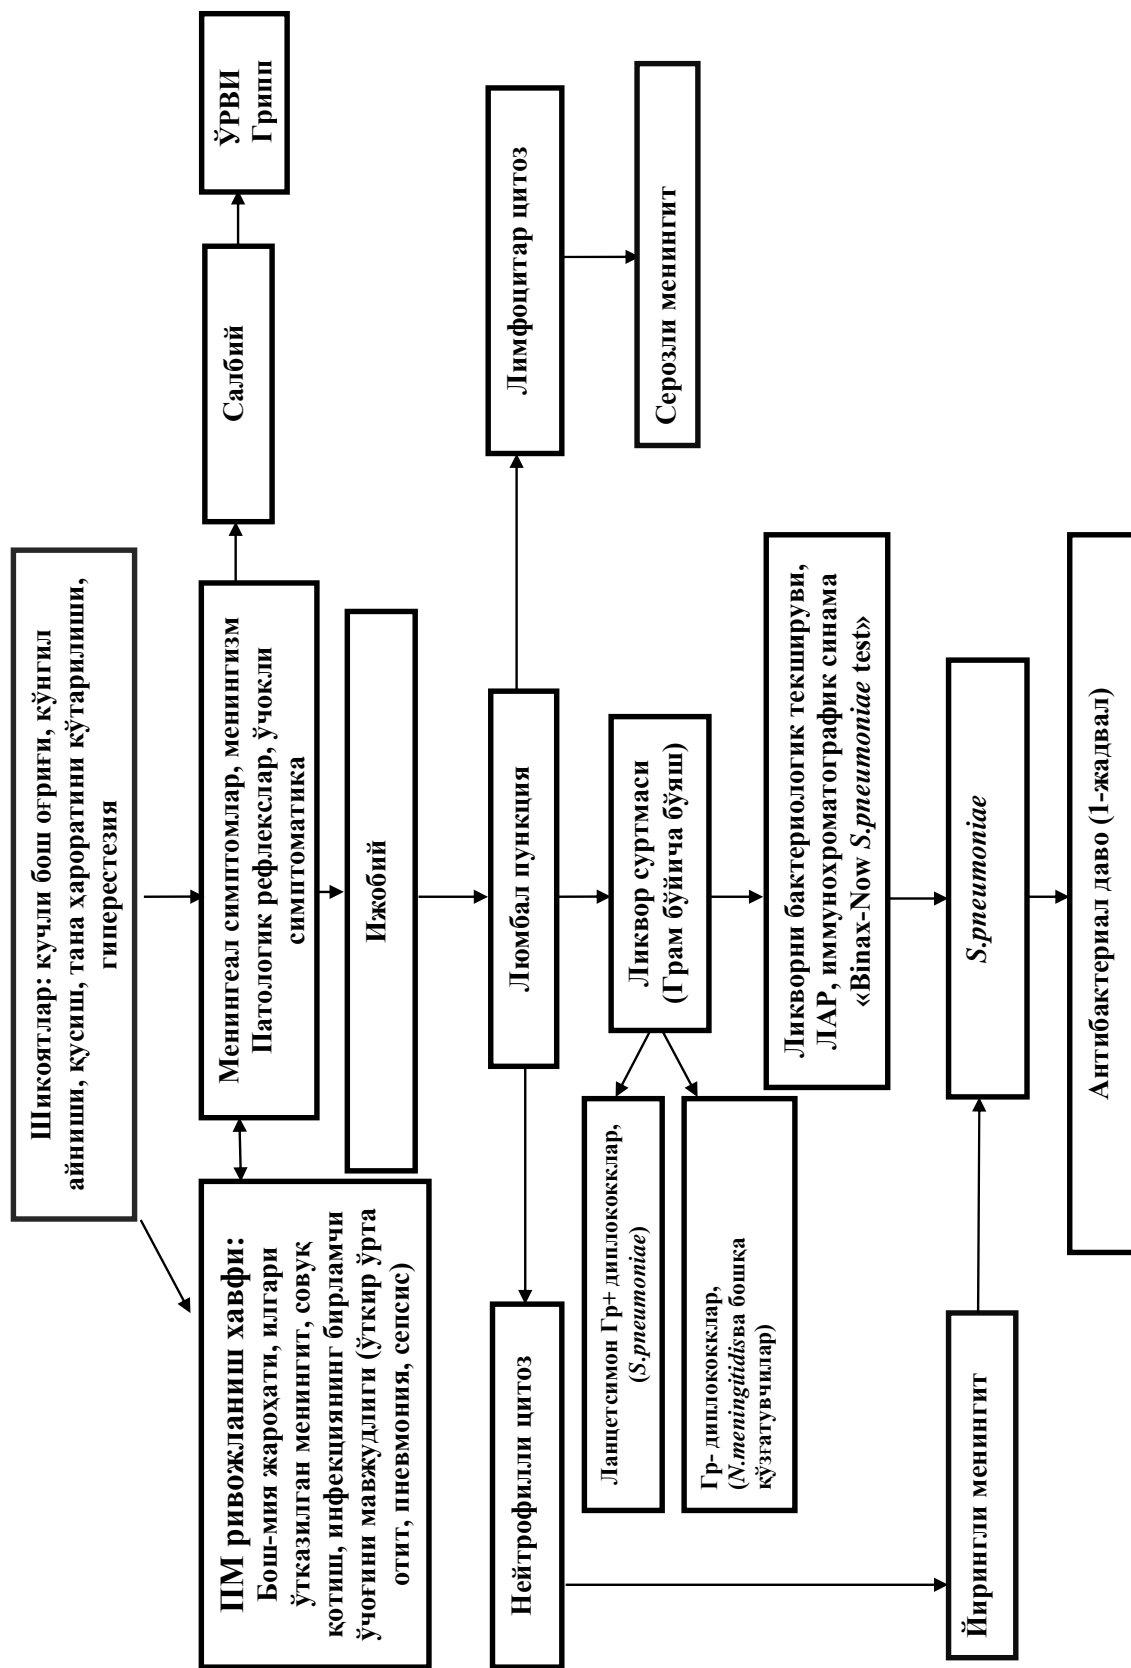 Шикоятлар: кучли бош оғриғи, кўнгил
айниши, қусиш, тана ҳароратини кўтарилиши,
гиперестезия
ПМ ривожланиш хавфи:
Бош-мия жароҳати, илгари
ўтказилган менингит, совуқ
қотиш, инфекциянинг бирламчи
ўчоғини мавжудлиги (ўткир ўрта
отит, пневмония, сепсис)
Менингеал симптомлар, менингизм
Патологик рефлекслар, ўчокли
симптоматика
Салбий
ЎРВИ
Грипп
Ижобий
Нейтрофилли цитоз
Люмбал пункция
Лимфоцитар цитоз
Ланцетсимон Гр+ диплококклар,
(S.pneumoniae)
Ликвор суртмаси
(Грам бўйича бўяш)
Серозли менингит
Гр- диплококклар,
(N.meningitidisва бошқа
қўзғатувчилар)
Ликворни бактериологик текшируви,
ЛАР, иммунохроматографик синама
«Binax-Now S.pneumoniae test»
Йирингли менингит
S.pneumoniae
Антибактериал даво (1-жадвал)